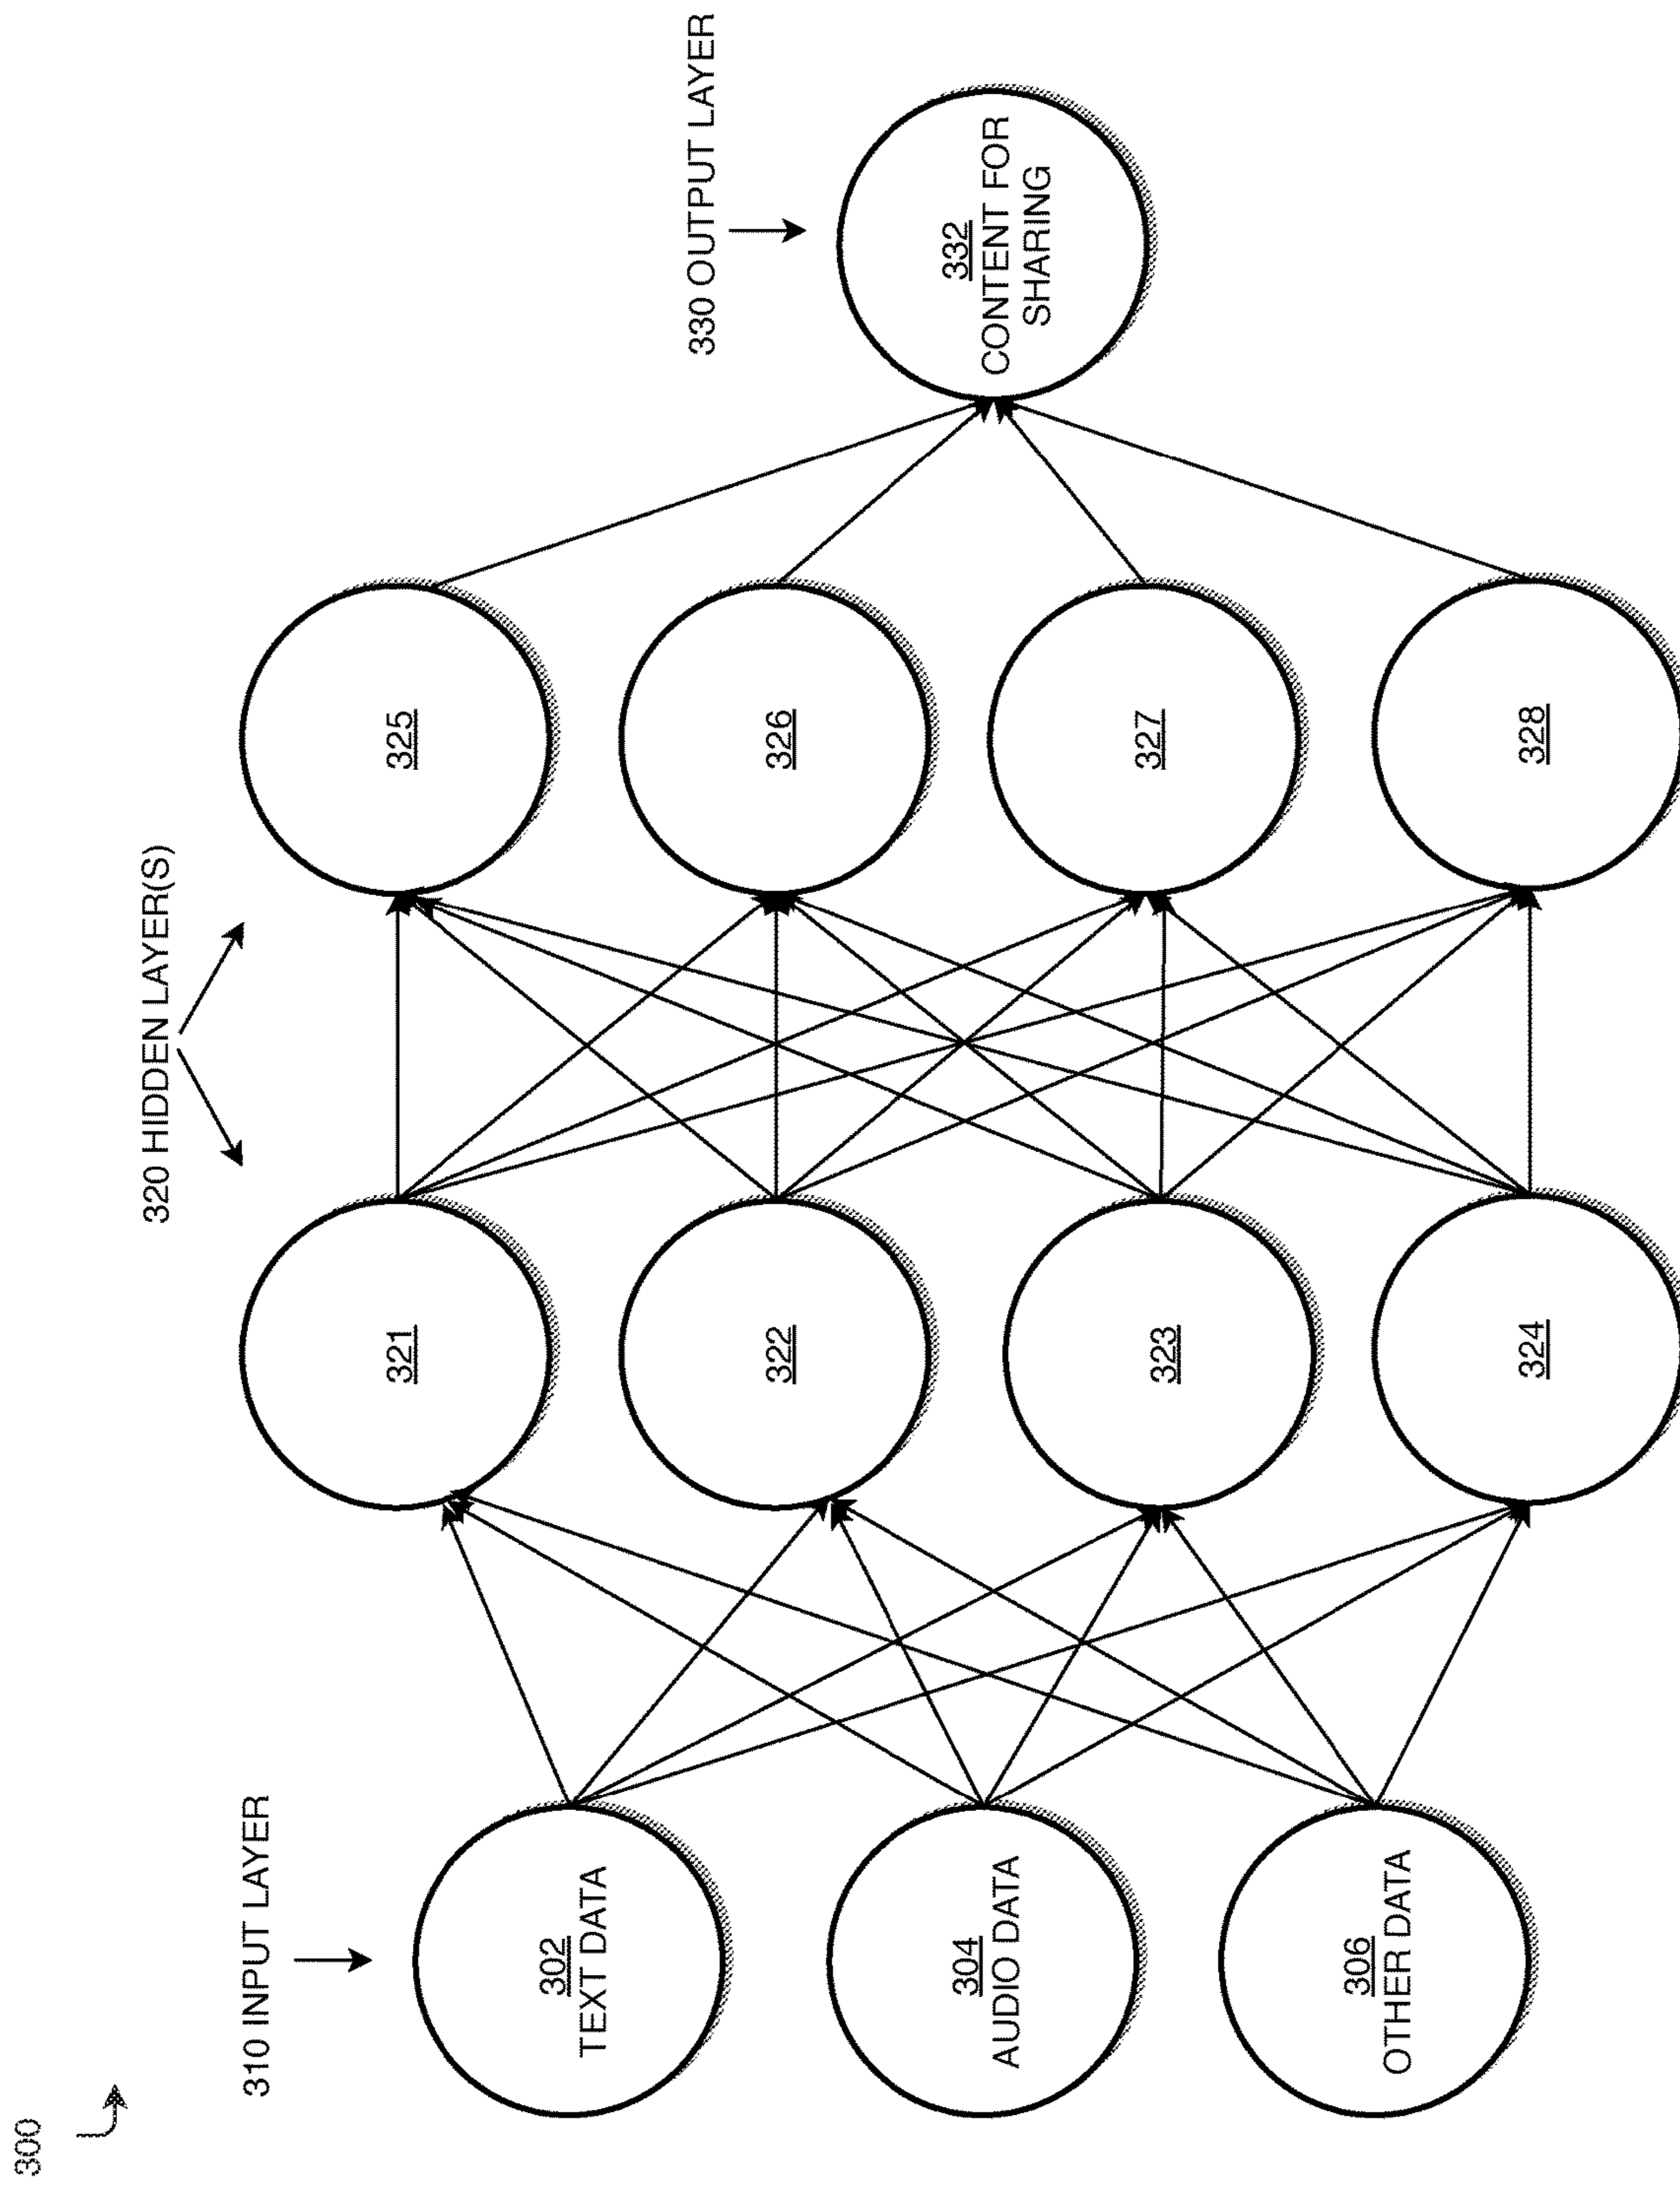 300
310 INPUT LAYER
320 HIDDEN LAYER(S)
330 OUTPUT LAYER
302
TEXT DATA
304
AUDIO DATA
306
OTHER DATA
321
322
323
324
325
326
327
328
332
CONTENT FOR
SHARING